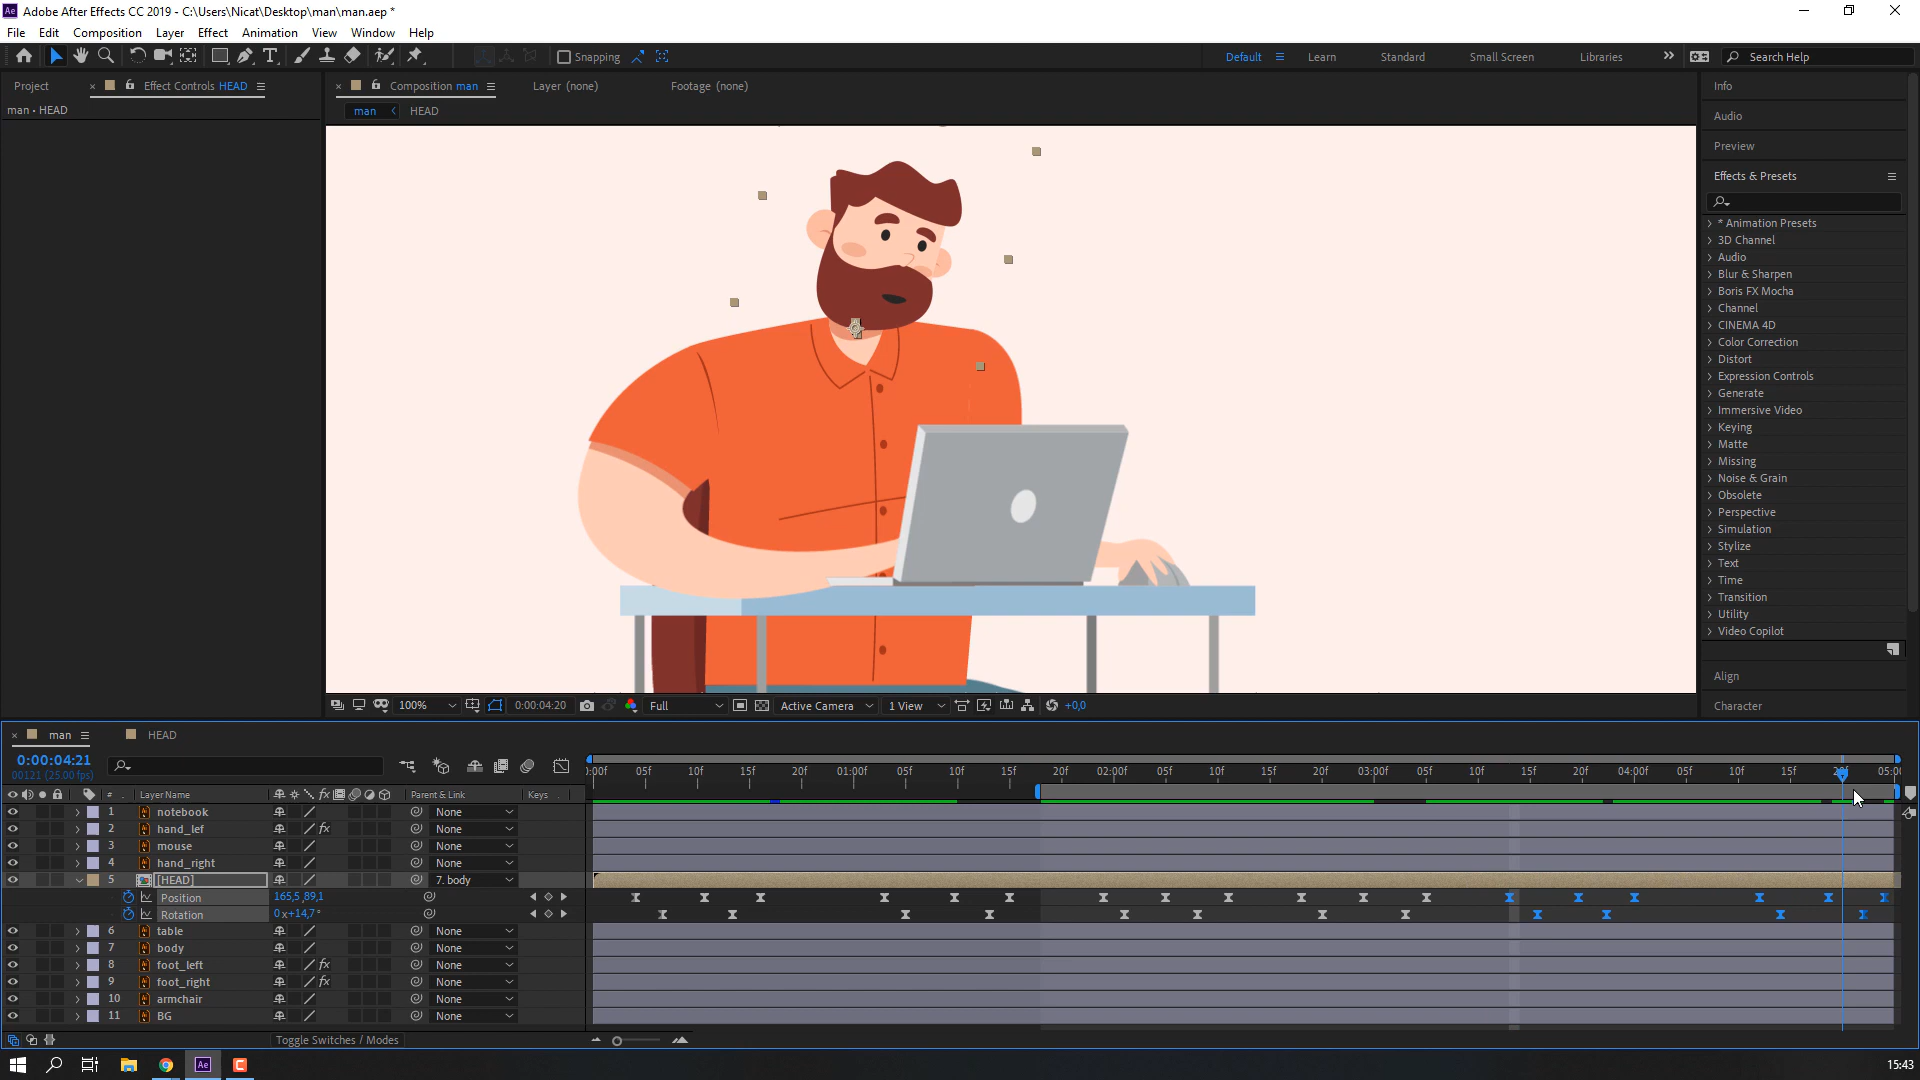 Adobe After Effects CC 2019 - C:\Users\Nicat\Desktop\man\man.aep *
File Edit Composition Layer Effect Animation View Window Help
Snapping Default Learn Standard Small Screen Libraries Search Help
Project Effect Controls HEAD Composition man Layer (none) Footage (none)
man • HEAD
man HEAD
Info
Audio
Preview
Effects & Presets
* Animation Presets
3D Channel
Audio
Blur & Sharpen
Boris FX Mocha
Channel
CINEMA 4D
Color Correction
Distort
Expression Controls
Generate
Immersive Video
Keying
Matte
Missing
Noise & Grain
Obsolete
Perspective
Simulation
Stylize
Text
Time
Transition
Utility
Video Copilot
Align
Character
100% 0:00:04:20 Full Active Camera 1 View +0,0
man HEAD
0:00:04:21
00121 (25.00 fps)
:00f 05f 10f 15f 20f 01:00f 05f 10f 15f 20f 02:00f 05f 10f 15f 20f 03:00f 05f 10f 15f 20f 04:00f 05f 10f 15f 20f 05:00
# Layer Name Parent & Link Keys
1 notebook None
2 hand_lef fx None
3 mouse None
4 hand_right None
5 [HEAD] 7. body
Position 165,5,89,1
Rotation 0x+14,7°
6 table None
7 body None
8 foot_left fx None
9 foot_right fx None
10 armchair None
11 BG None
Toggle Switches / Modes
Ae 15:43